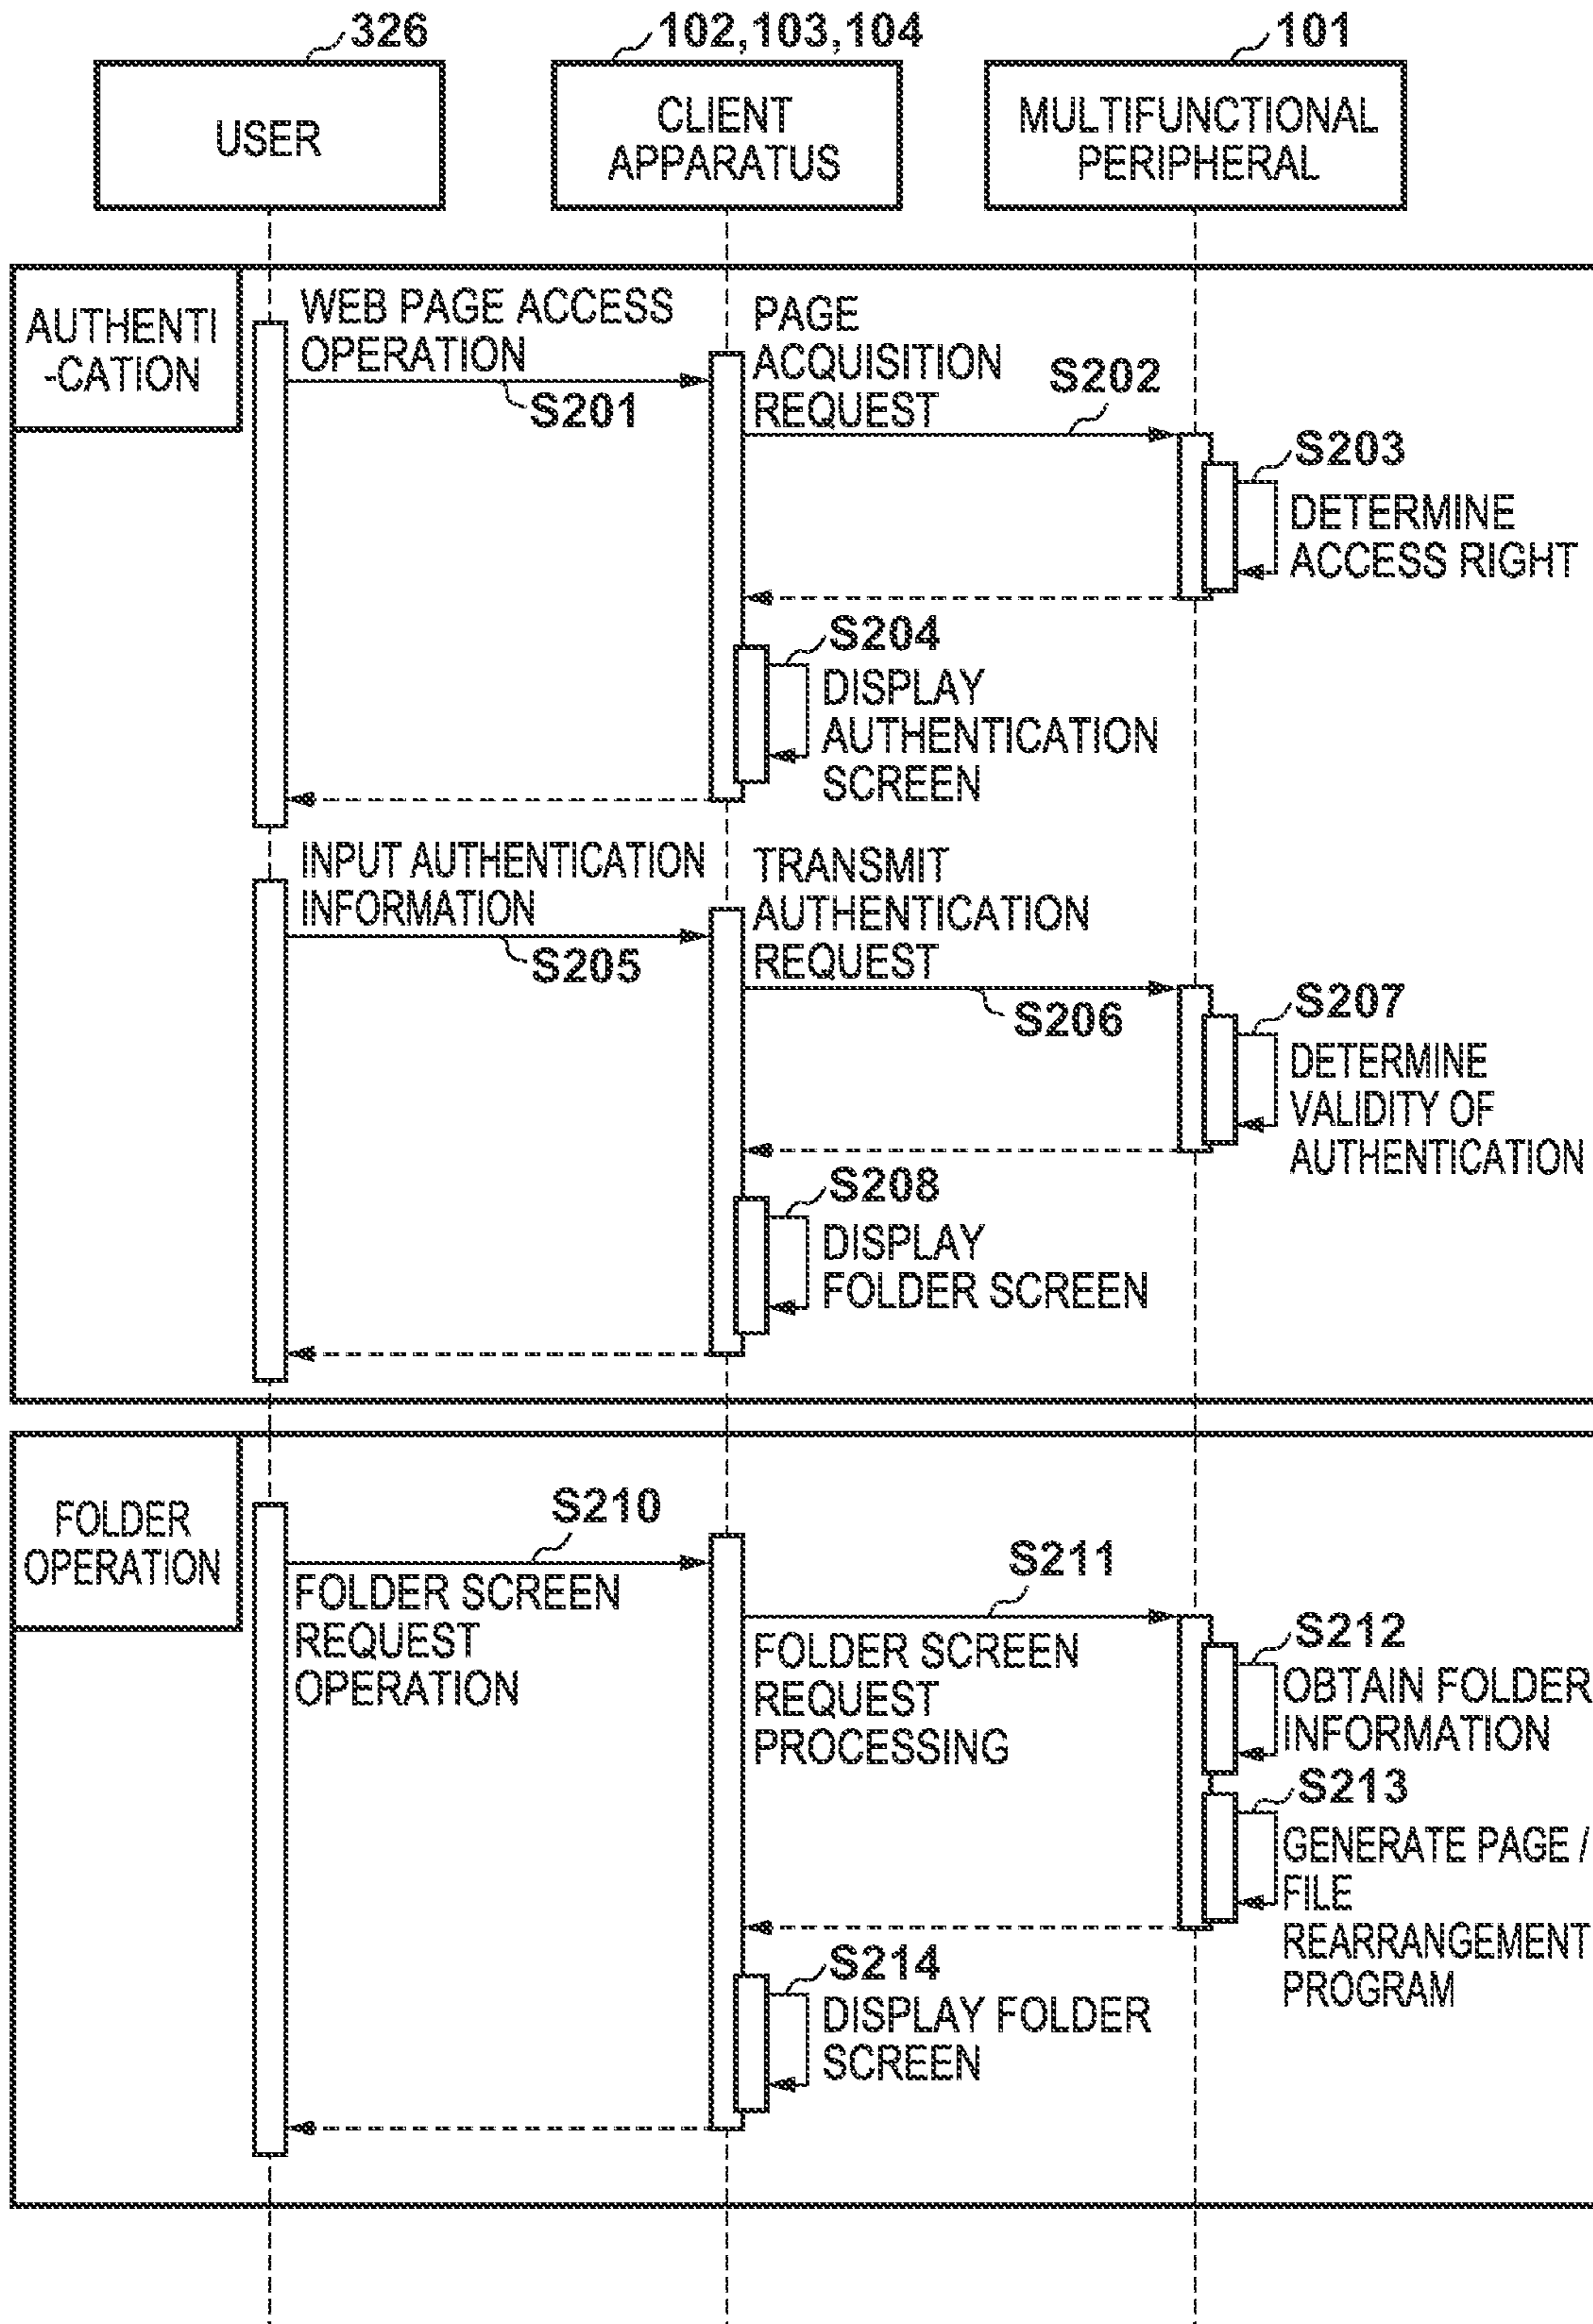 326
102,103,104
101
USER
CLIENT
APPARATUS
MULTIFUNCTIONAL
PERIPHERAL
AUTHENTI
-CATION
WEB PAGE ACCESS
OPERATION
S201
PAGE
ACQUISITION
REQUEST
S202
S203
DETERMINE
ACCESS RIGHT
S204
DISPLAY
AUTHENTICATION
SCREEN
INPUT AUTHENTICATION
INFORMATION
S205
TRANSMIT
AUTHENTICATION
REQUEST
S206
S207
DETERMINE
VALIDITY OF
AUTHENTICATION
S208
DISPLAY
FOLDER SCREEN
FOLDER
OPERATION
S210
FOLDER SCREEN
REQUEST
OPERATION
S211
FOLDER SCREEN
REQUEST
PROCESSING
S212
OBTAIN FOLDER
INFORMATION
S213
GENERATE PAGE /
FILE
REARRANGEMENT
PROGRAM
S214
DISPLAY FOLDER
SCREEN